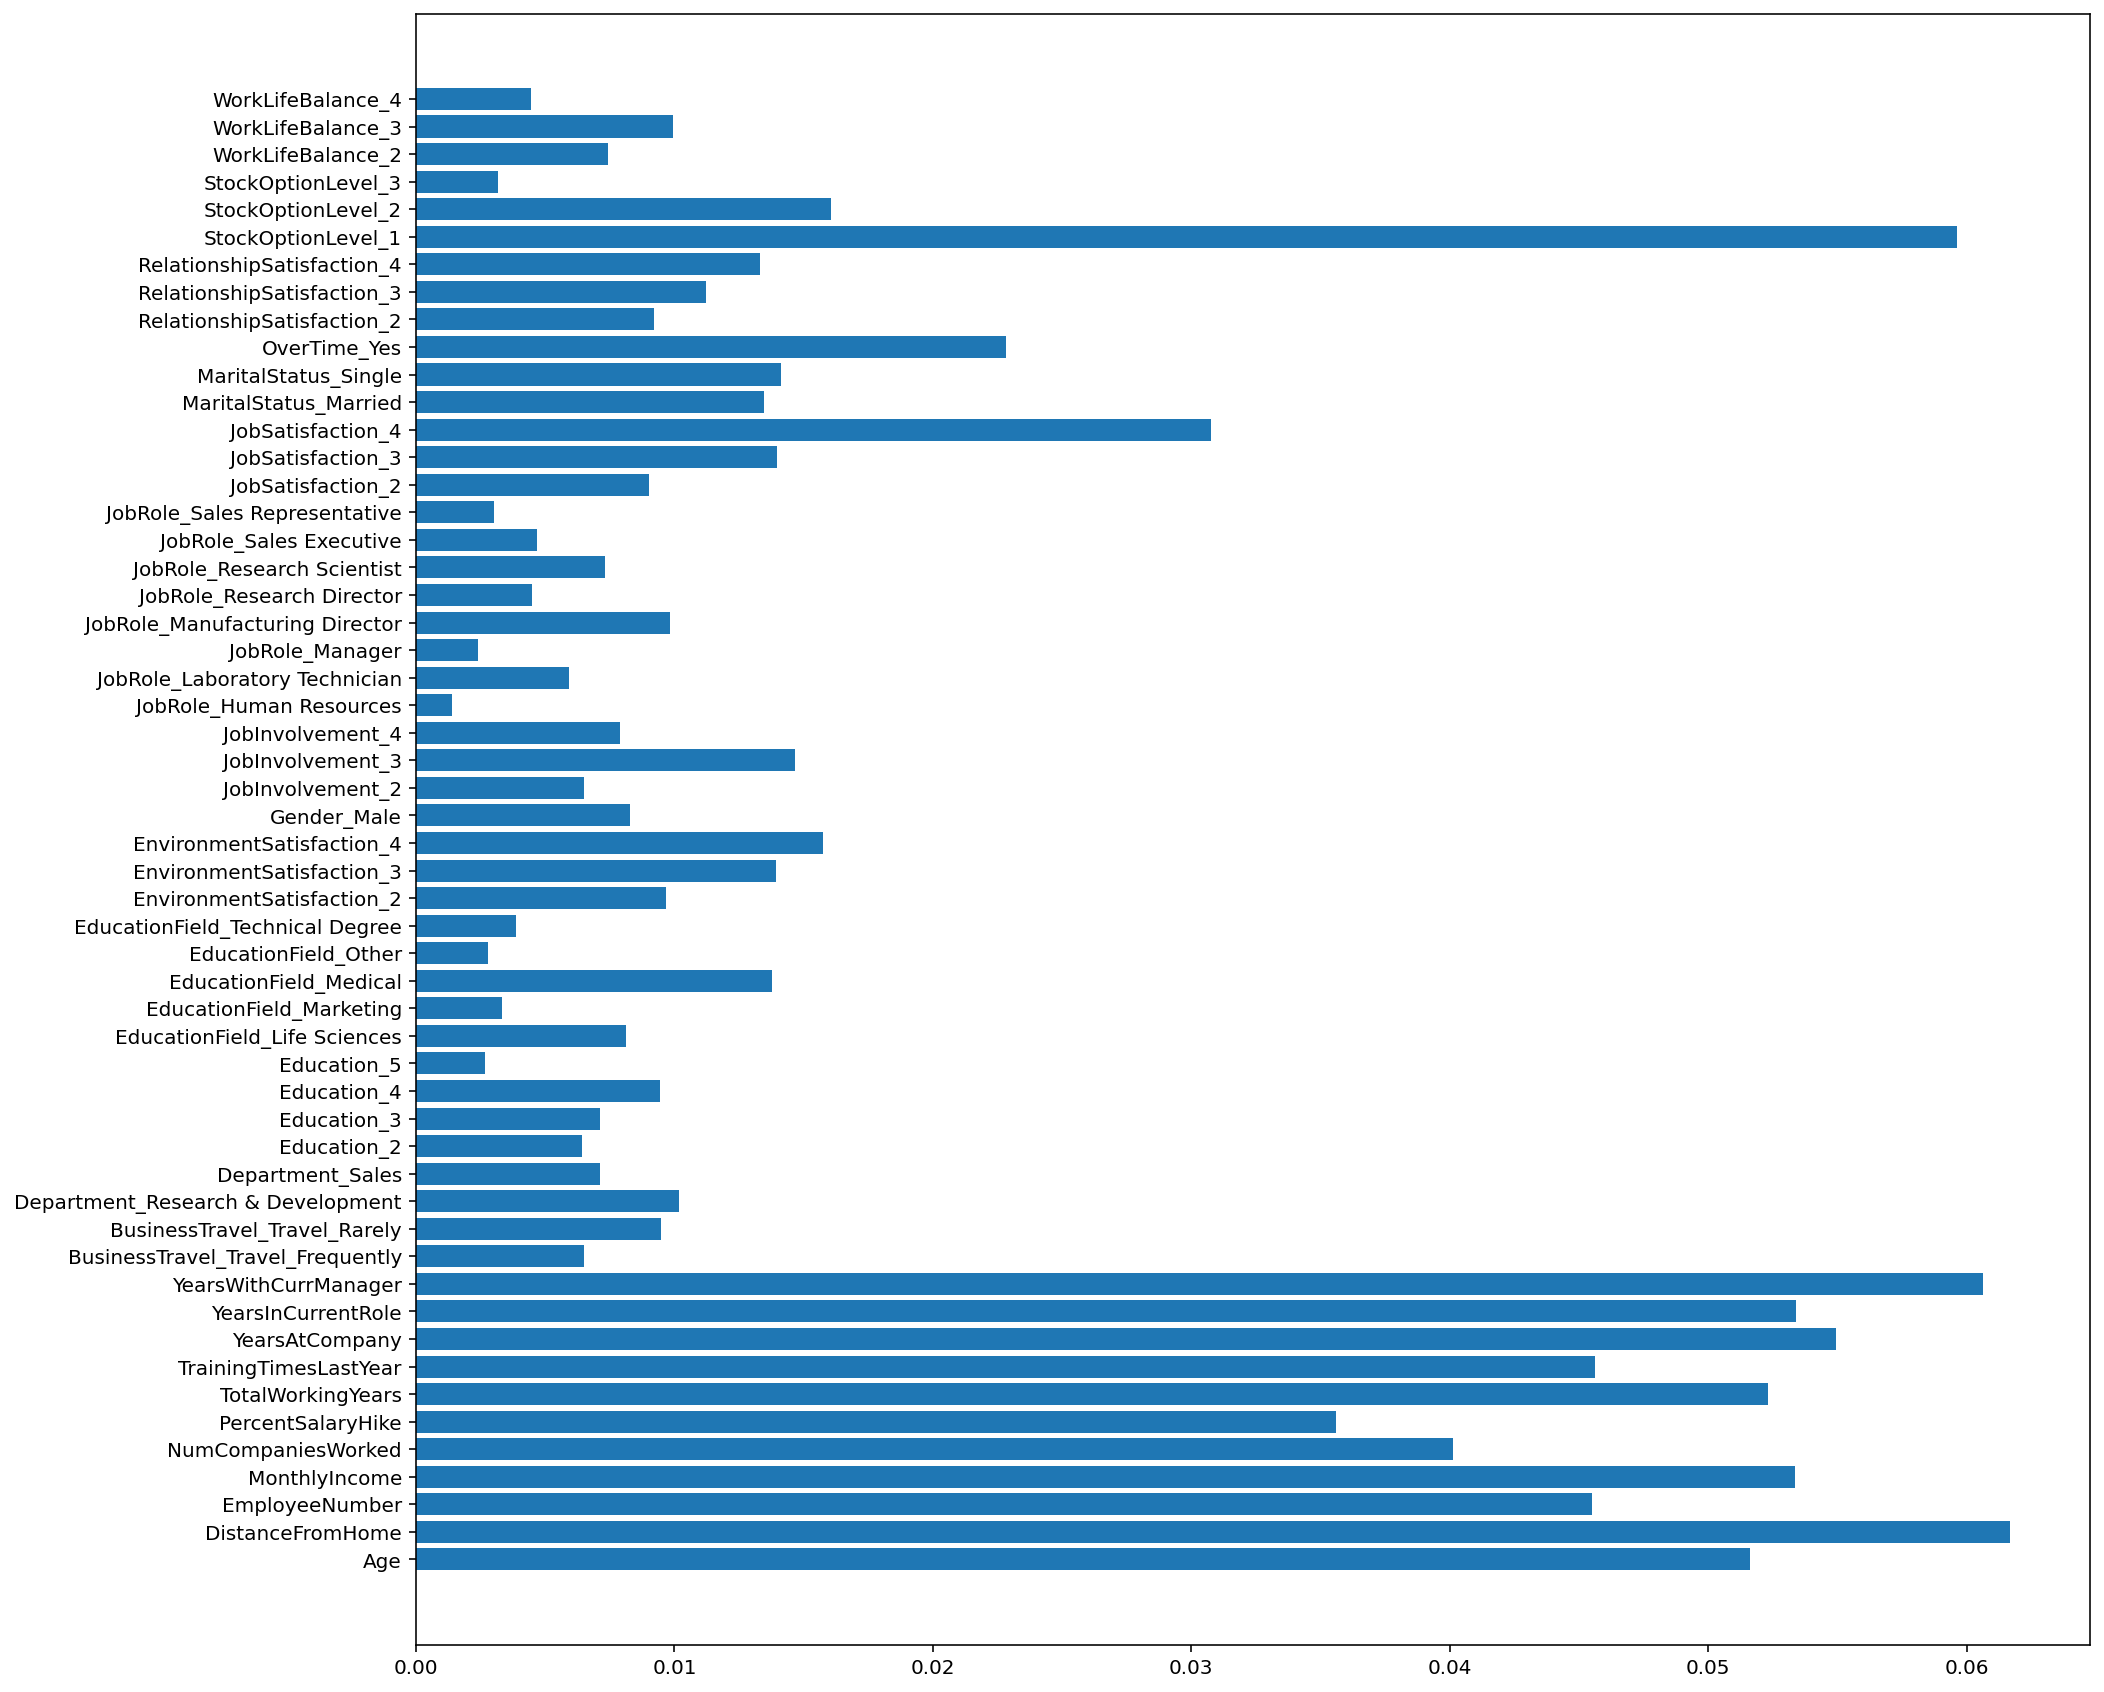 WorkLifeBalance_4
WorkLifeBalance_3
WorkLifeBalance_2
StockOptionLevel_3
StockOptionLevel_2
StockOptionLevel_1
RelationshipSatisfaction_4
RelationshipSatisfaction_3
RelationshipSatisfaction_2
OverTime_Yes
MaritalStatus_Single
MaritalStatus_Married
JobSatisfaction_4
JobSatisfaction_3
JobSatisfaction_2
JobRole_Sales Representative
JobRole_Sales Executive
JobRole_Research Scientist
JobRole_Research Director
JobRole_Manufacturing Director
JobRole_Manager
JobRole_Laboratory Technician
JobRole_Human Resources
JobInvolvement_4
JobInvolvement_3
JobInvolvement_2
Gender_Male
EnvironmentSatisfaction_4
EnvironmentSatisfaction_3
EnvironmentSatisfaction_2
EducationField_Technical Degree
EducationField_Other
EducationField_Medical
EducationField_Marketing
EducationField_Life Sciences
Education_5
Education_4
Education_3
Education_2
Department_Sales
Department_Research & Development
BusinessTravel_Travel_Rarely
BusinessTravel_Travel_Frequently
YearsWithCurrManager
YearsInCurrentRole
YearsAtCompany
TrainingTimesLastYear
TotalWorkingYears
PercentSalaryHike
NumCompaniesWorked
MonthlyIncome
EmployeeNumber
DistanceFromHome
Age
0.00 0.01 0.02 0.03 0.04 0.05 0.06